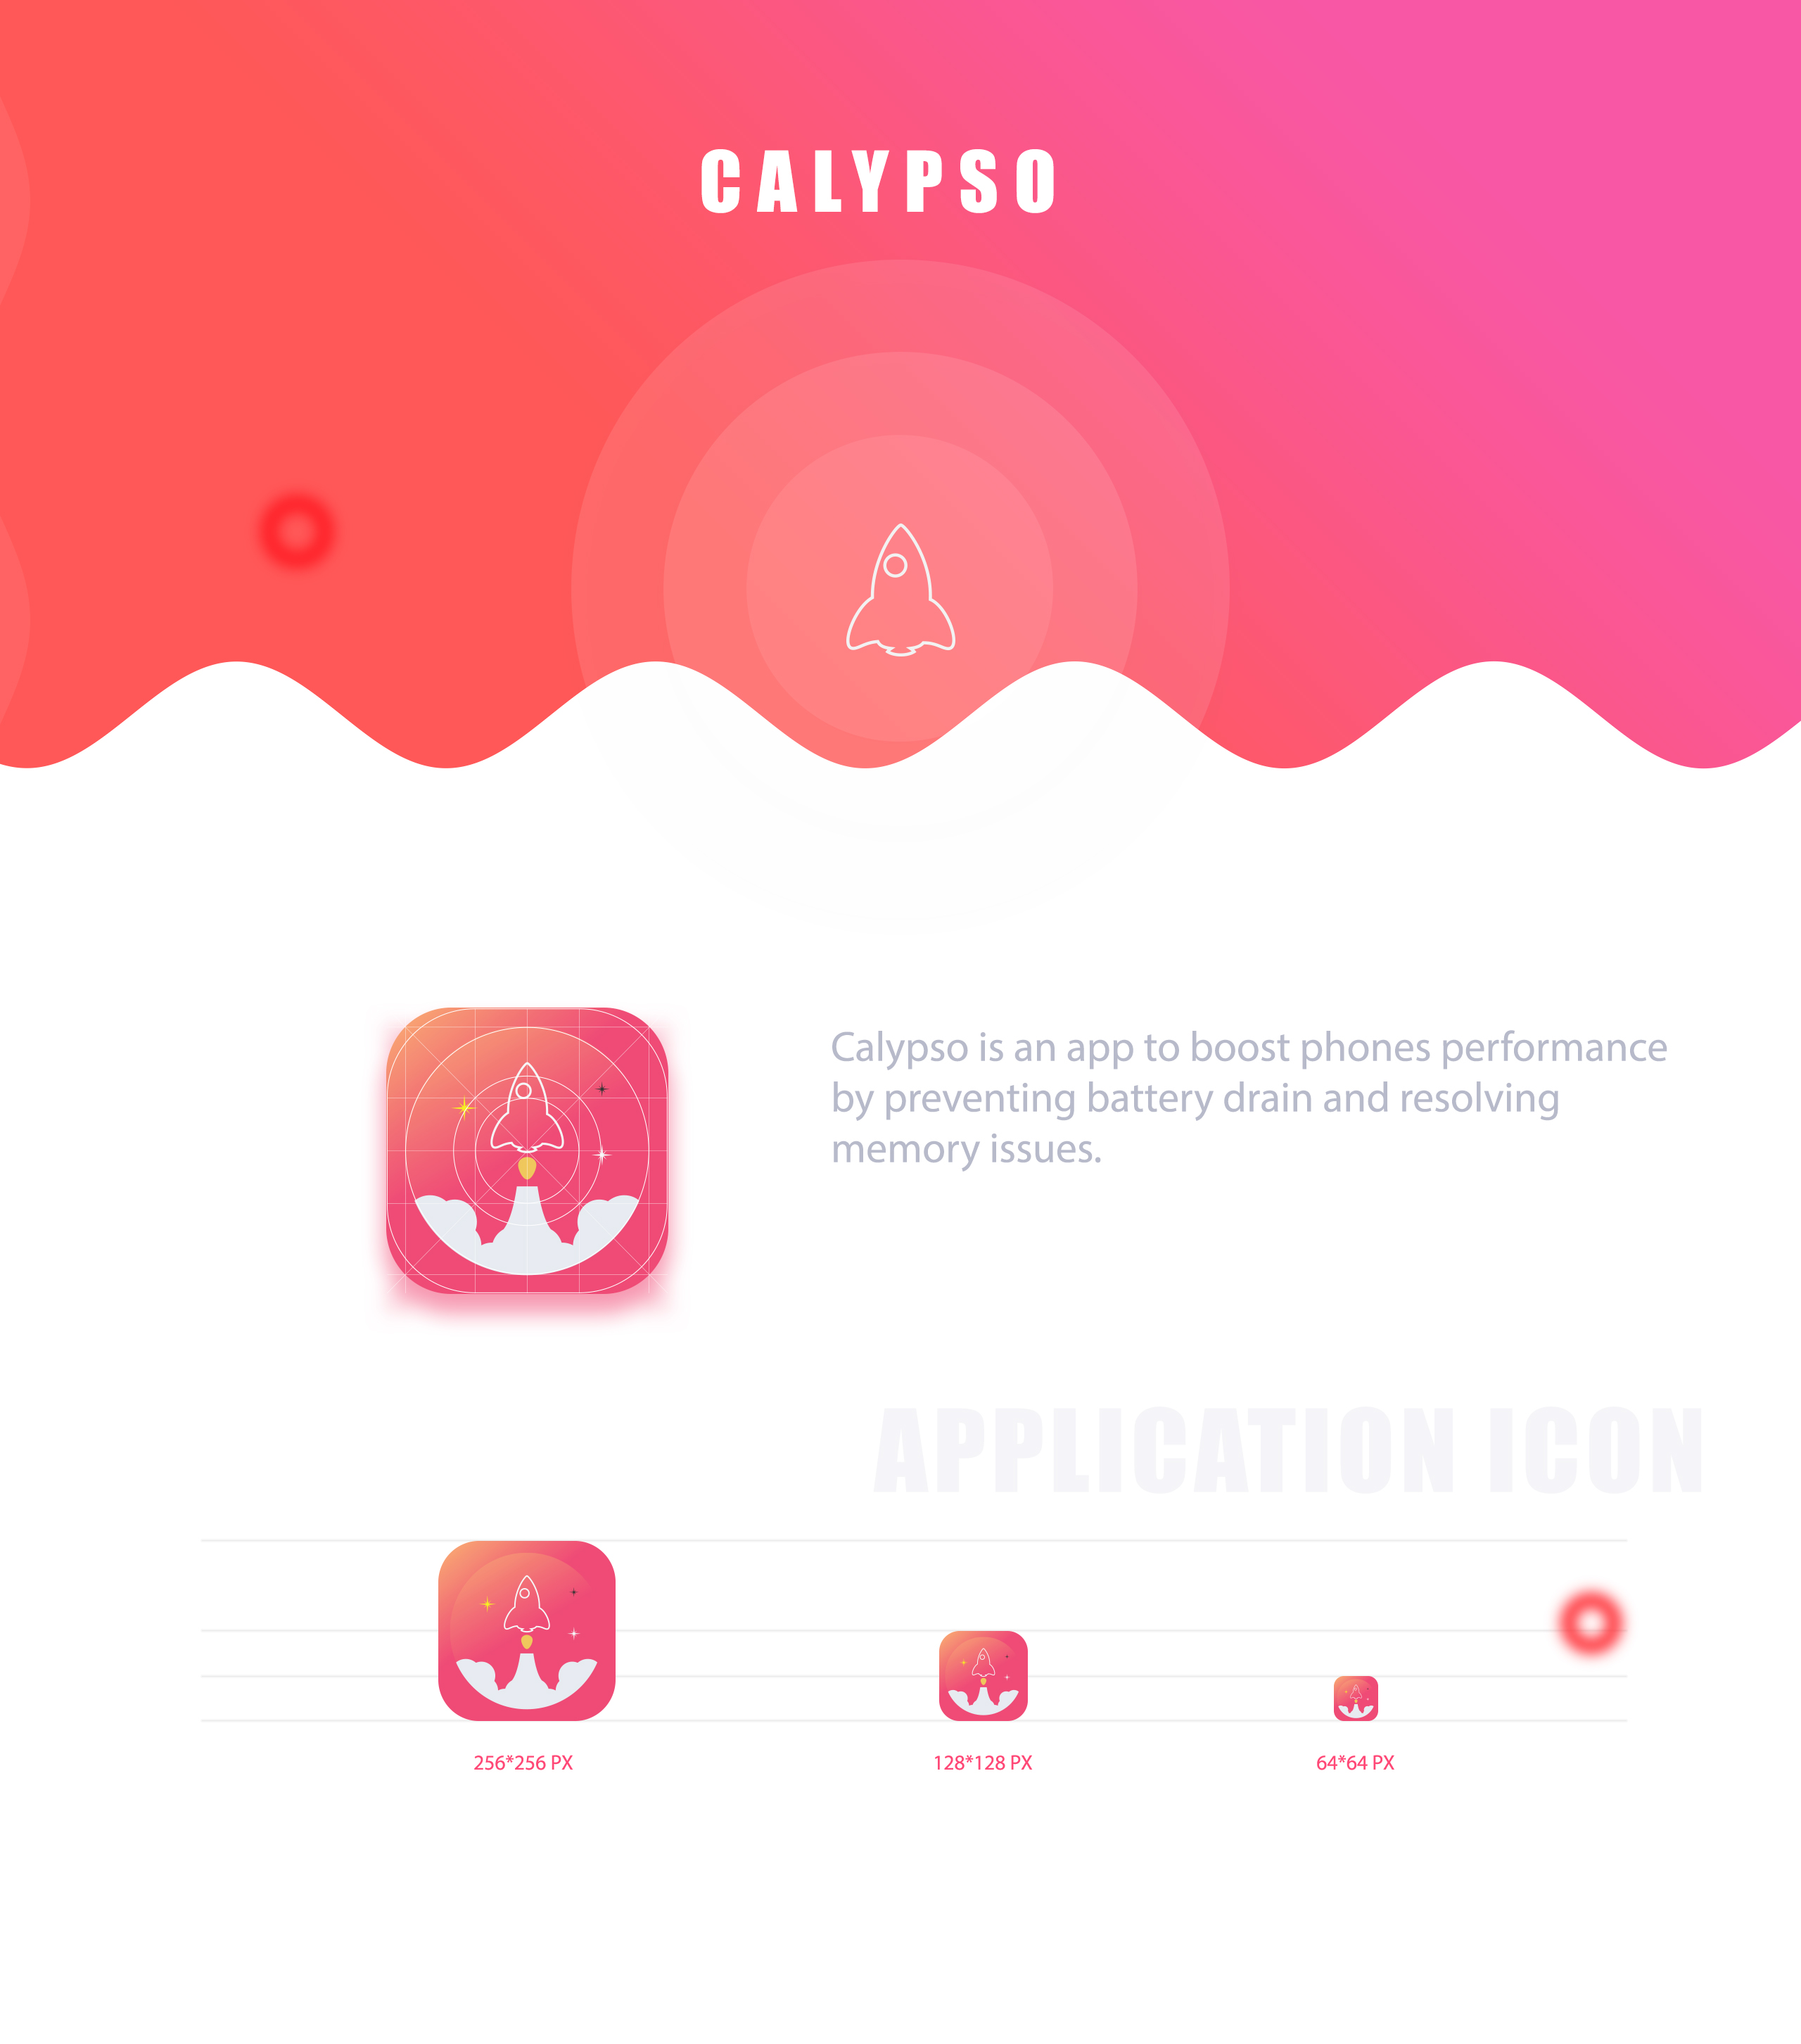 CALYPSO
Calypso is an app to boost phones performance
by preventing battery drain and resolving
memory issues.
APPLICATION ICON
256*256 PX
128*128 PX
64*64 PX